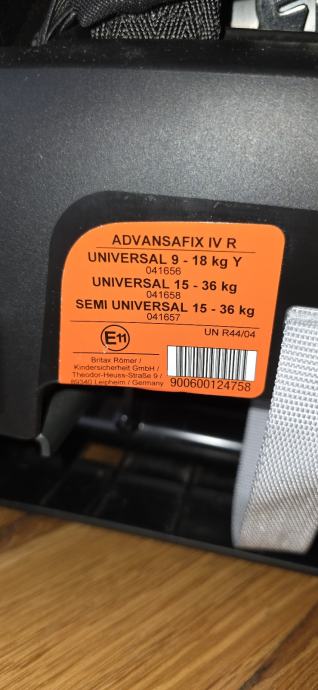 ADVANSAFIX IV R
UNIVERSAL 9 - 18 kg Y
041656
UNIVERSAL 15 - 36 kg
041658
SEMI UNIVERSAL 15 - 36 kg
041657
UN R44/04
E11
Britax Römer /
Kindersicherheit GmbH /
Theodor-Heuss-Straße 9 /
89340 Leipheim / Germany
900600124758